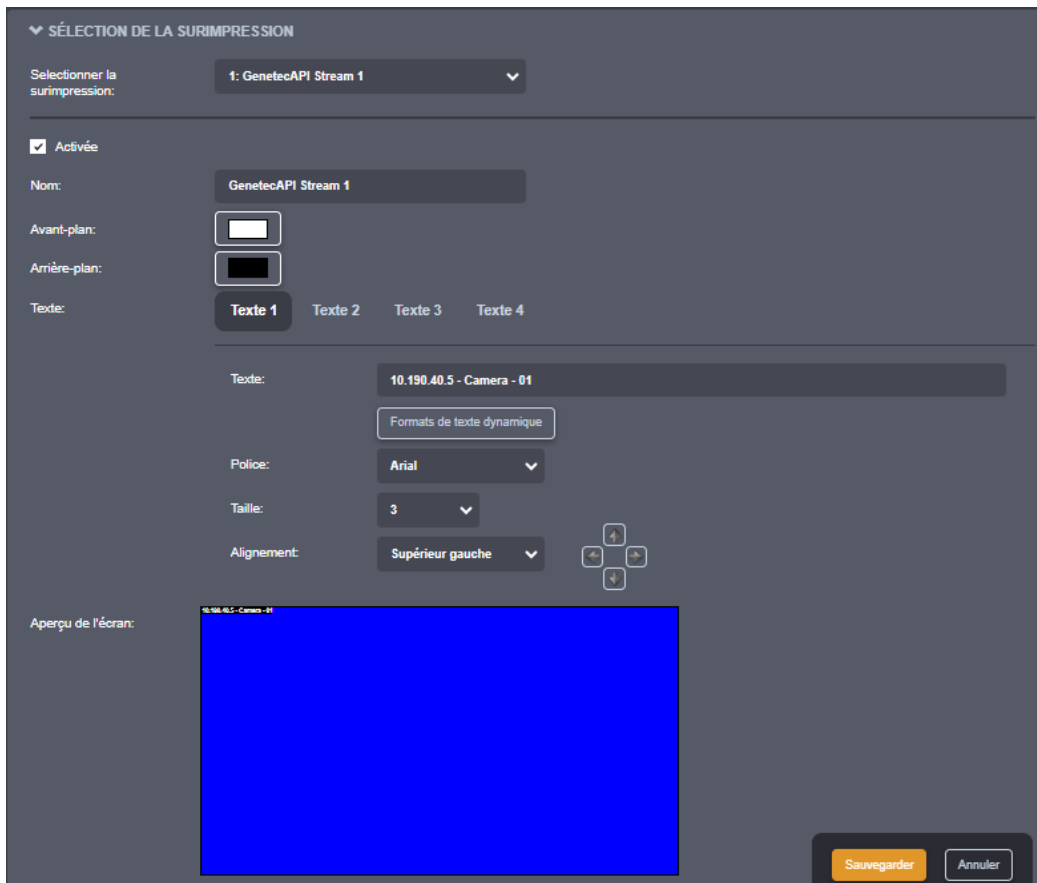 SÉLECTION DE LA SURIMPRESSION
Selectionner la
surimpression:
1: GenetecAPI Stream 1
Activée
Nom:
GenetecAPI Stream 1
Avant-plan:
Arrière-plan:
Texte:
Texte 1
Texte 2
Texte 3
Texte 4
Texte:
10.190.40.5 - Camera - 01
Formats de texte dynamique
Police:
Arial
Taille:
3
Alignement:
Supérieur gauche
Aperçu de l'écran:
10.190.40.5 - Camera - 01
Sauvegarder
Annuler